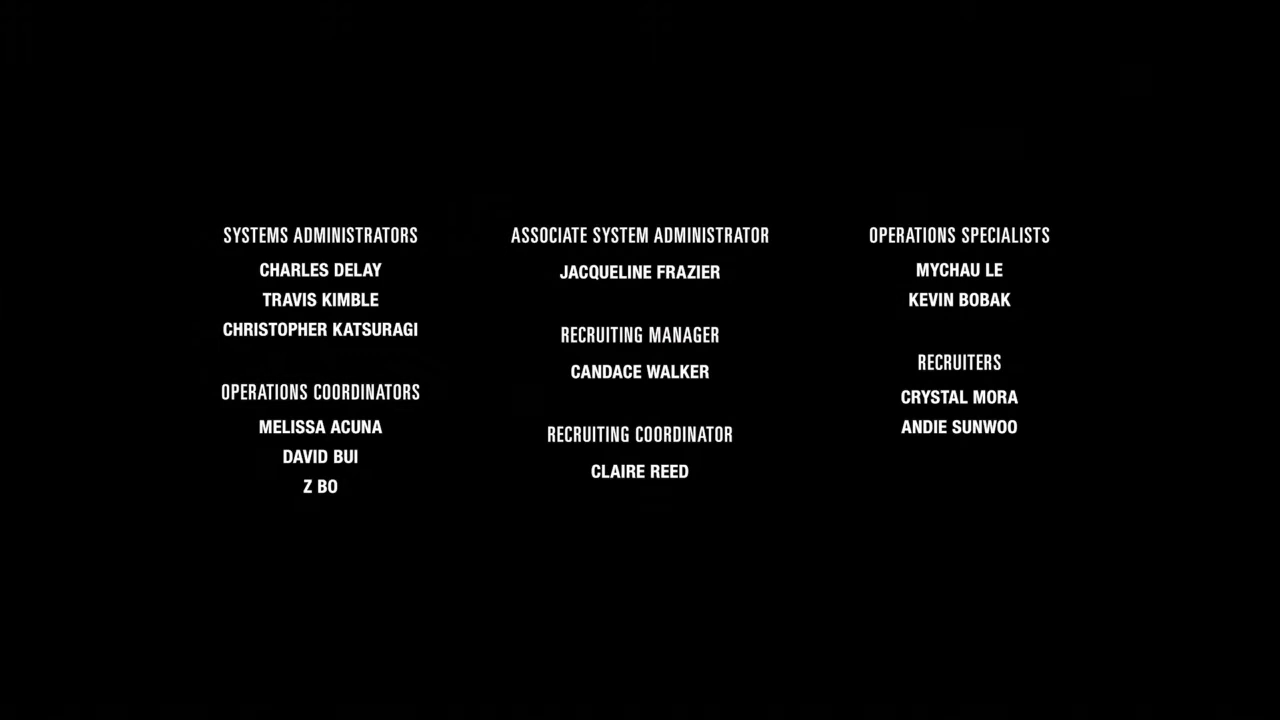 SYSTEMS ADMINISTRATORS
CHARLES DELAY
TRAVIS KIMBLE
CHRISTOPHER KATSURAGI
OPERATIONS COORDINATORS
MELISSA ACUNA
DAVID BUI
Z BO
ASSOCIATE SYSTEM ADMINISTRATOR
JACQUELINE FRAZIER
RECRUITING MANAGER
CANDACE WALKER
RECRUITING COORDINATOR
CLAIRE REED
OPERATIONS SPECIALISTS
MYCHAU LE
KEVIN BOBAK
RECRUITERS
CRYSTAL MORA
ANDIE SUNWOO